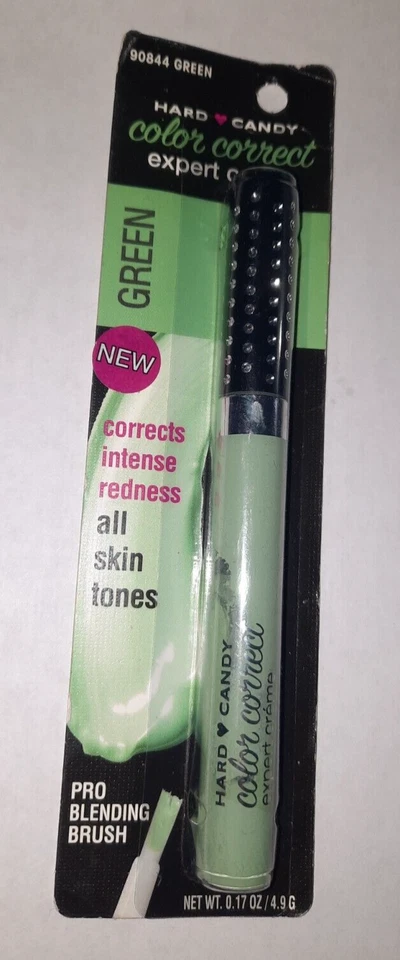 90844 GREEN
HARD ♥ CANDY
color correct
expert c
GREEN
NEW
corrects
intense
redness
all
skin
tones
HARD ♥ CANDY
color correct
expert créme
PRO
BLENDING
BRUSH
NET WT. 0.17 OZ / 4.9 G